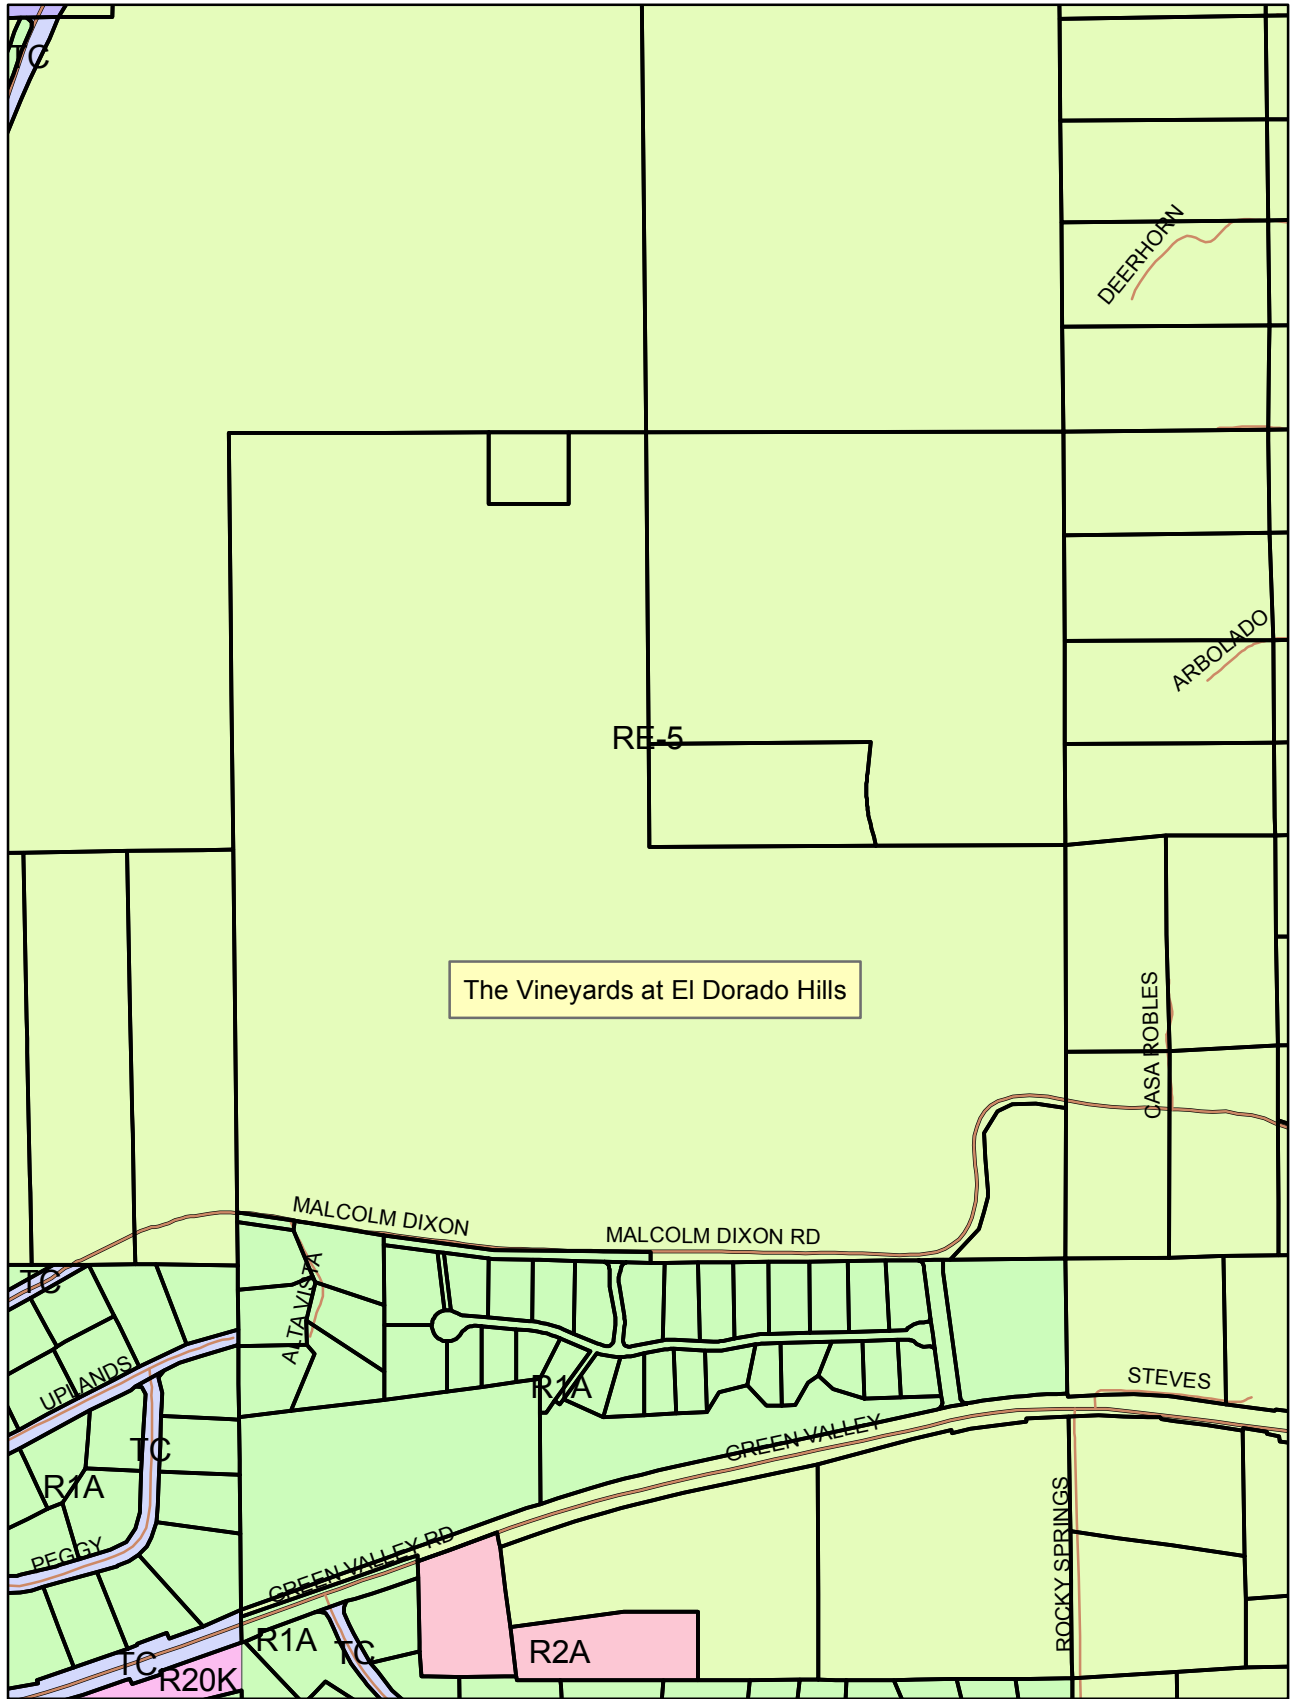 TC
DEERHORN
ARBOLADO
RE-5
The Vineyards at El Dorado Hills
CASA ROBLES
MALCOLM DIXON
MALCOLM DIXON RD
TC
ALTA VISTA
UPLANDS
STEVES
R1A
GREEN VALLEY
TC
R1A
PEGGY
GREEN VALLEY RD
ROCKY SPRINGS
R1A
TC
R2A
TC
R20K